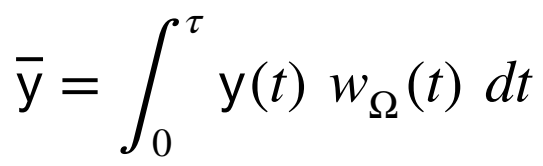 y̅ = ∫₀^τ y(t) w_Ω(t) dt